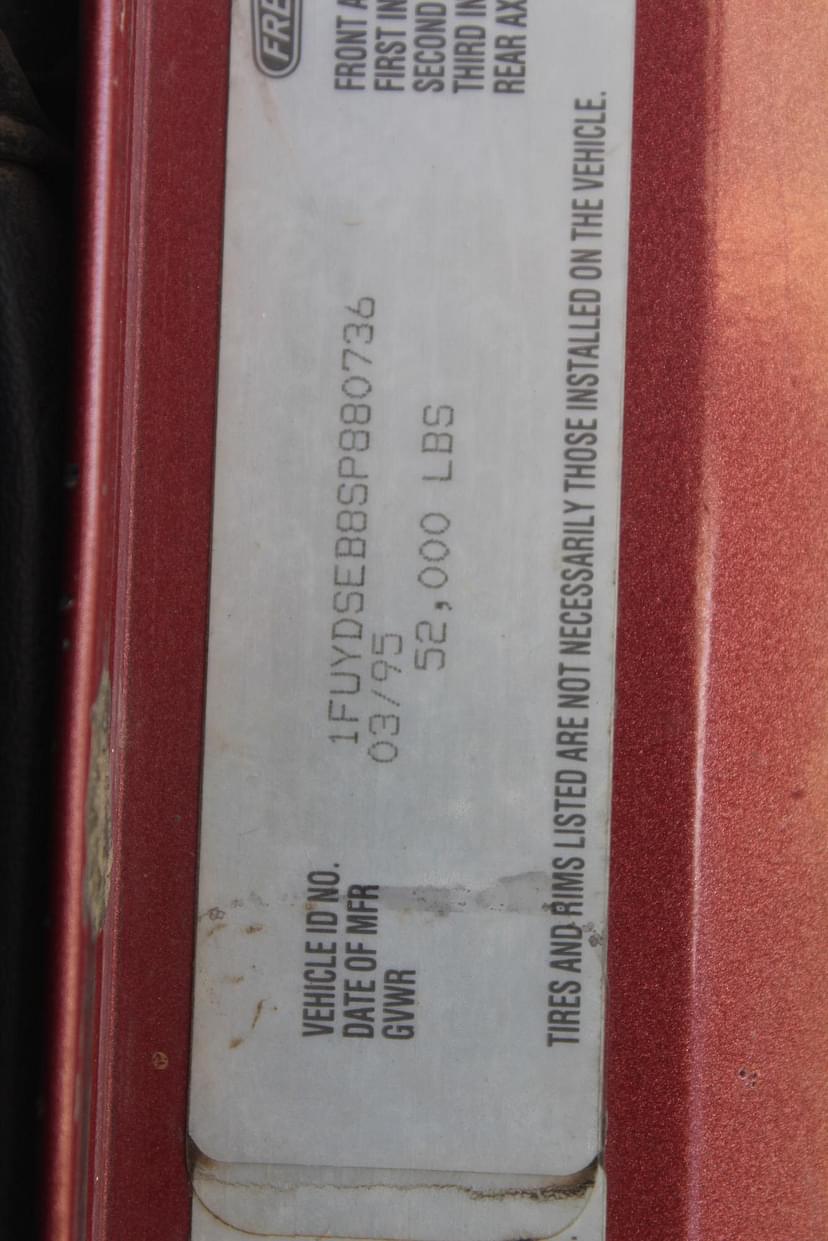 FRE
VEHICLE ID NO. 1FUYDSEB8SP880736 FRONT A
DATE OF MFR 03/95 FIRST IN
GVWR 52,000 LBS SECOND
THIRD IN
REAR AX
TIRES AND RIMS LISTED ARE NOT NECESSARILY THOSE INSTALLED ON THE VEHICLE.